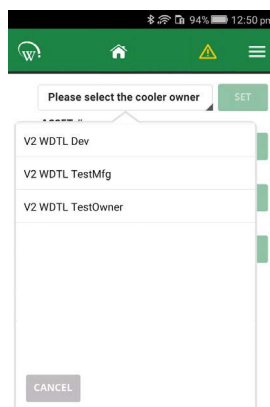 94% 12:50 pm
W
Please select the cooler owner
SET
V2 WDTL Dev
V2 WDTL TestMfg
V2 WDTL TestOwner
CANCEL